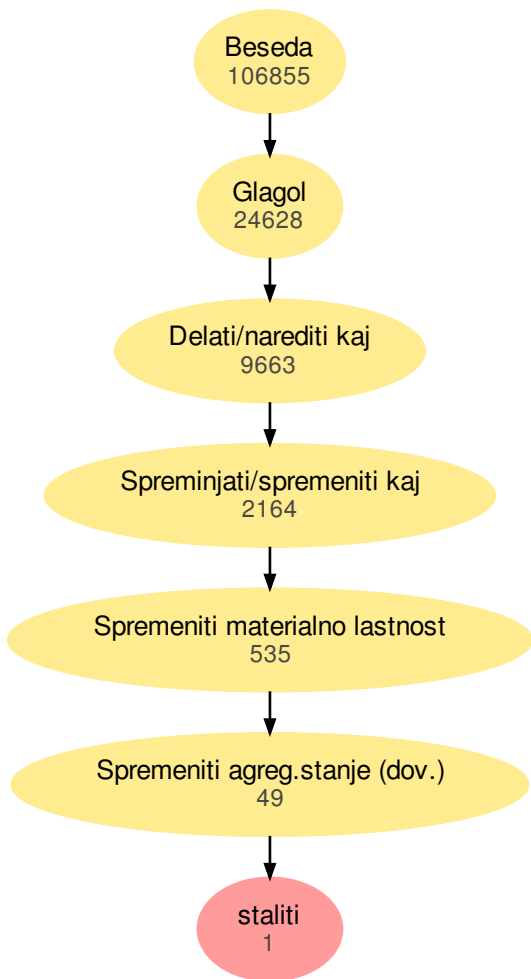 Beseda
106855
Glagol
24628
Delati/narediti kaj
9663
Spreminjati/spremeniti kaj
2164
Spremeniti materialno lastnost
535
Spremeniti agreg.stanje (dov.)
49
staliti
1